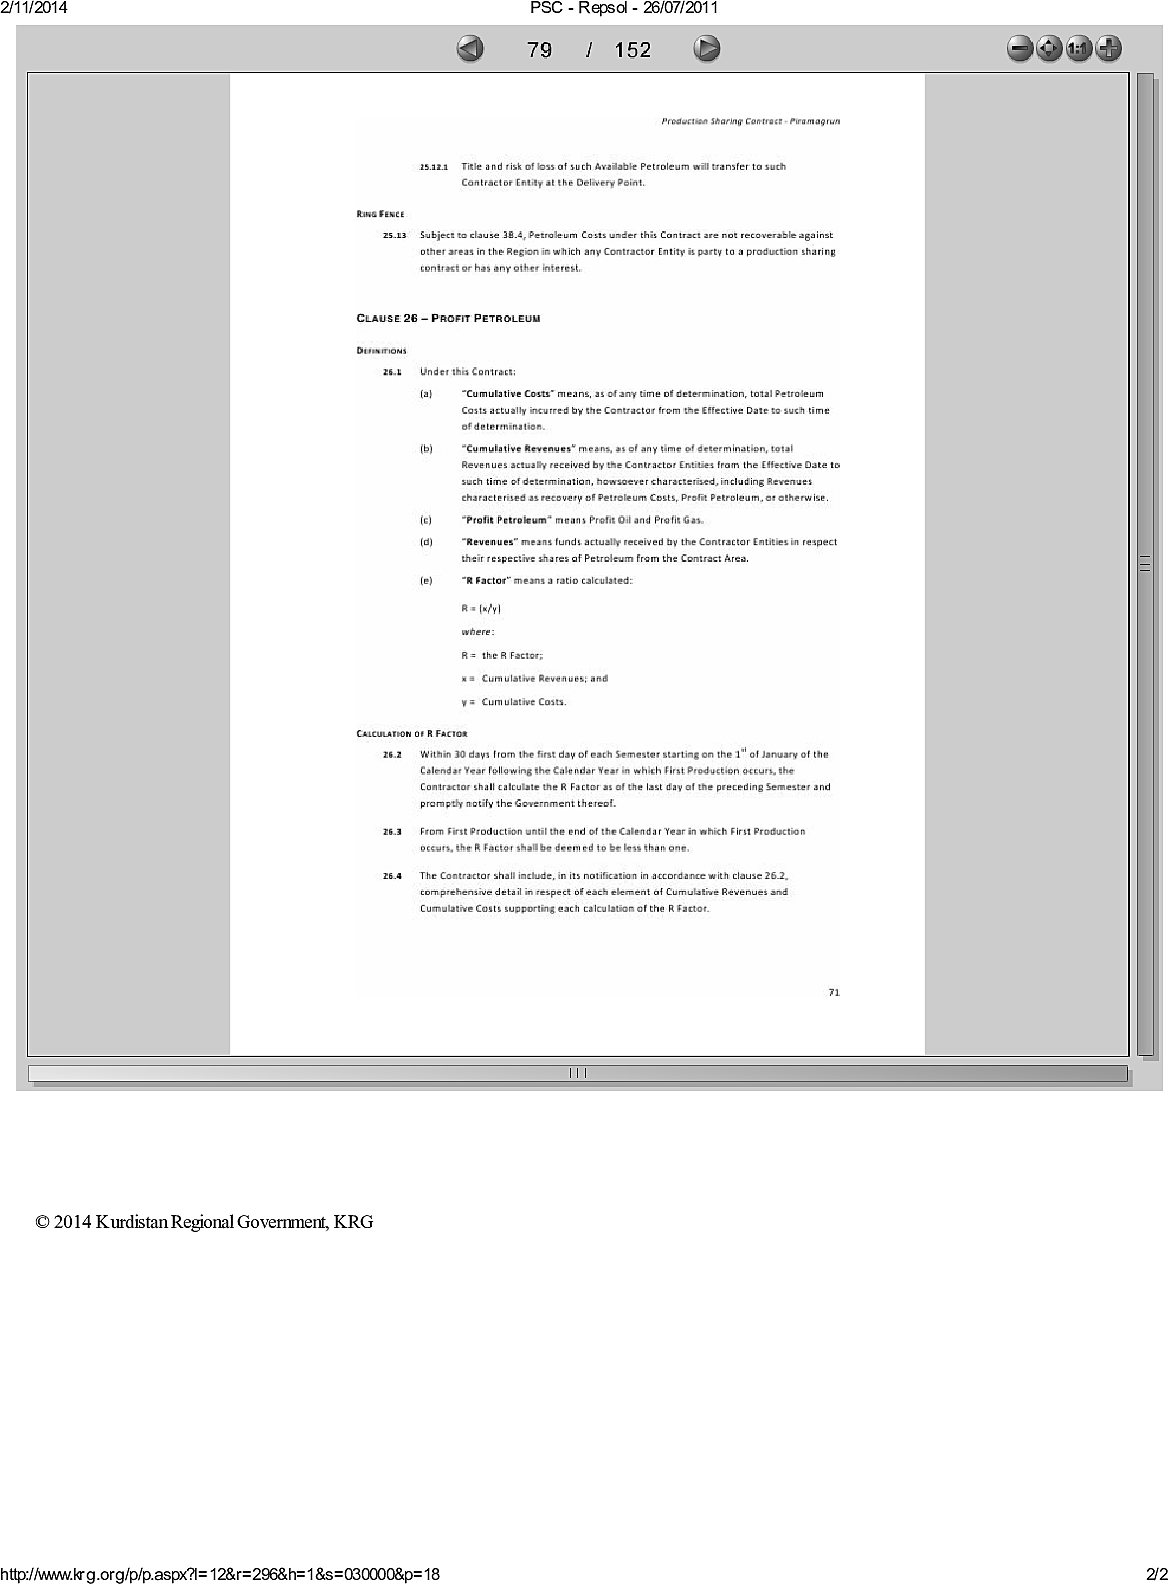 2/11/2014
PSC - Repsol - 26/07/2011
79 / 152
1:1
Production Sharing Contract - Piramagrun
25.12.1 Title and risk of loss of such Available Petroleum will transfer to such
Contractor Entity at the Delivery Point.
RING FENCE
25.13 Subject to clause 38.4, Petroleum Costs under this Contract are not recoverable against
other areas in the Region in which any Contractor Entity is party to a production sharing
contract or has any other interest.
CLAUSE 26 – PROFIT PETROLEUM
DEFINITIONS
26.1 Under this Contract:
(a) "Cumulative Costs" means, as of any time of determination, total Petroleum
Costs actually incurred by the Contractor from the Effective Date to such time
of determination.
(b) "Cumulative Revenues" means, as of any time of determination, total
Revenues actually received by the Contractor Entities from the Effective Date to
such time of determination, howsoever characterised, including Revenues
characterised as recovery of Petroleum Costs, Profit Petroleum, or otherwise.
(c) "Profit Petroleum" means Profit Oil and Profit Gas.
(d) "Revenues" means funds actually received by the Contractor Entities in respect
their respective shares of Petroleum from the Contract Area.
(e) "R Factor" means a ratio calculated:
R = (x/y)
where:
R = the R Factor;
x = Cumulative Revenues; and
y = Cumulative Costs.
CALCULATION OF R FACTOR
26.2 Within 30 days from the first day of each Semester starting on the 1st of January of the
Calendar Year following the Calendar Year in which First Production occurs, the
Contractor shall calculate the R Factor as of the last day of the preceding Semester and
promptly notify the Government thereof.
26.3 From First Production until the end of the Calendar Year in which First Production
occurs, the R Factor shall be deemed to be less than one.
26.4 The Contractor shall include, in its notification in accordance with clause 26.2,
comprehensive detail in respect of each element of Cumulative Revenues and
Cumulative Costs supporting each calculation of the R Factor.
71
© 2014 Kurdistan Regional Government, KRG
http://www.krg.org/p/p.aspx?l=12&r=296&h=1&s=030000&p=18
2/2